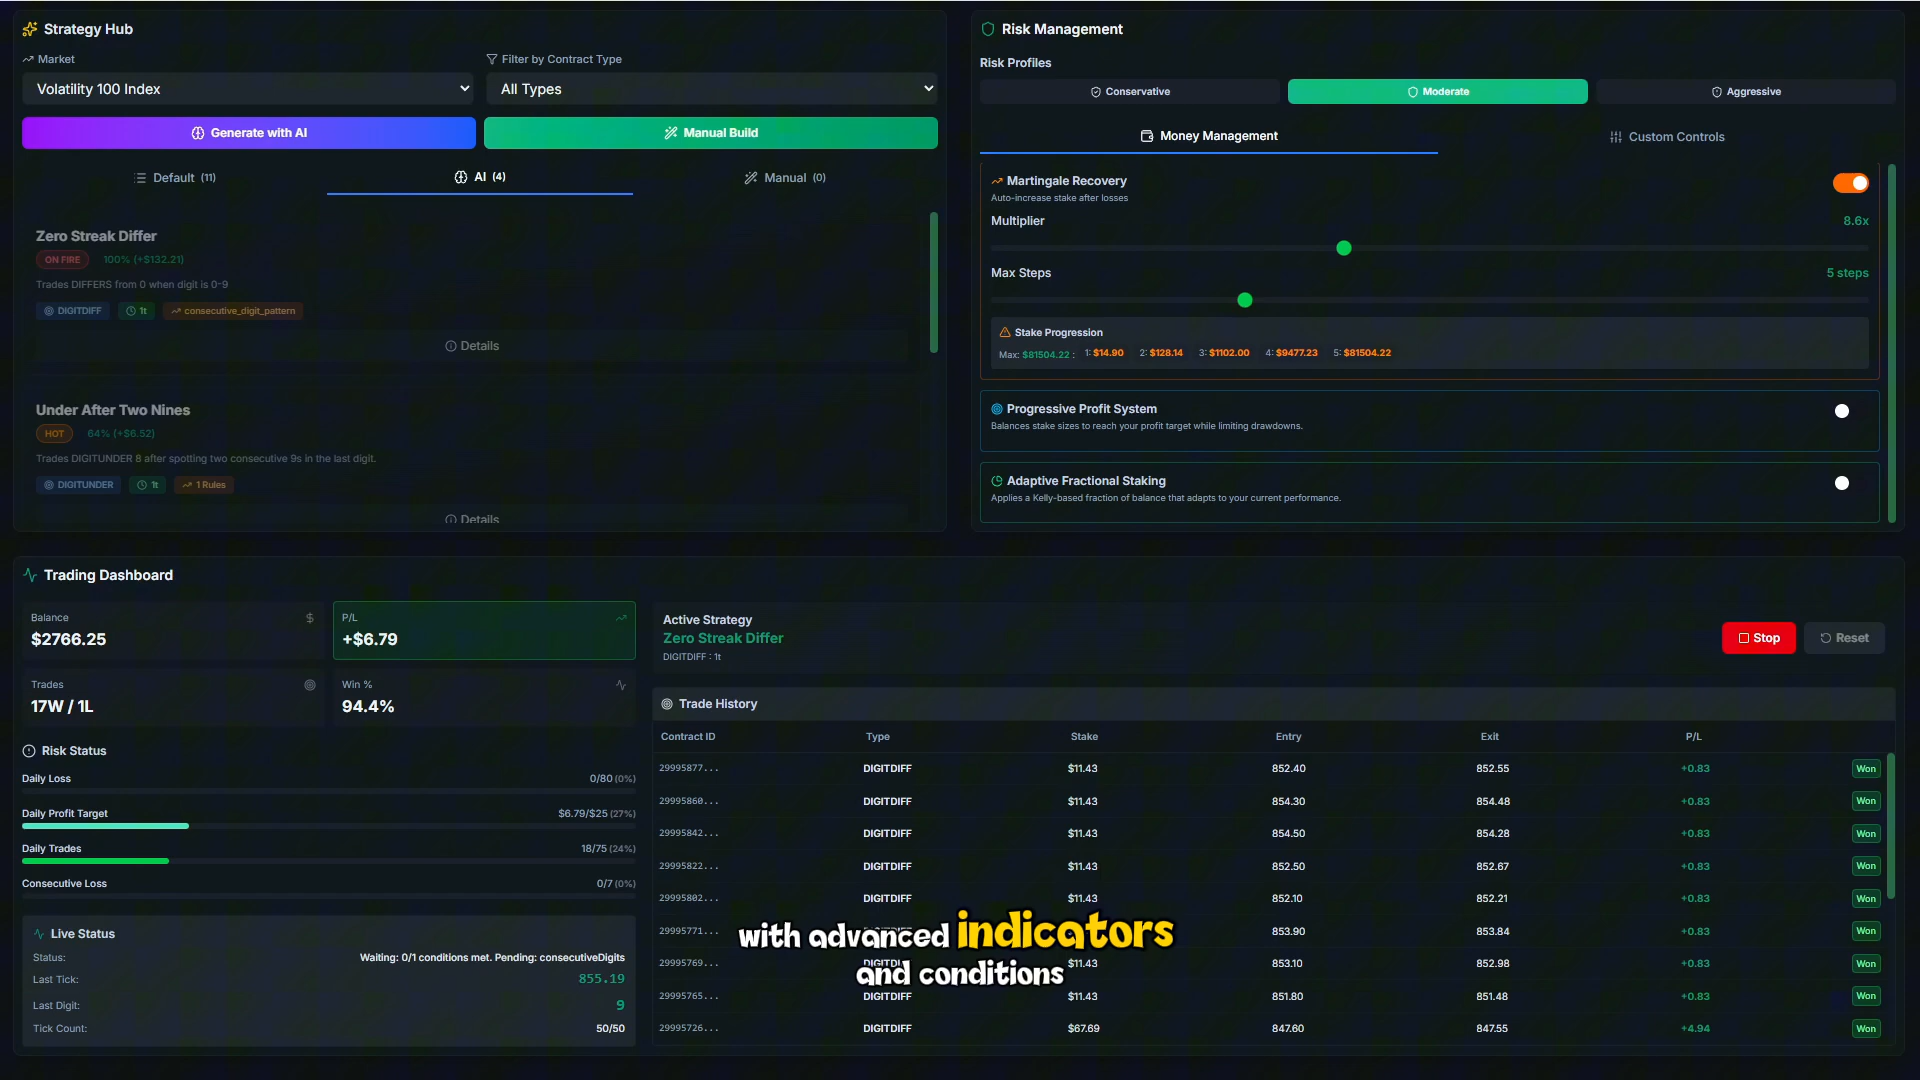 Strategy Hub
Market
Filter by Contract Type
Volatility 100 Index
All Types
Generate with AI
Manual Build
Default (11)
AI (4)
Manual (0)
Zero Streak Differ
ON FIRE 100% (+$132.21)
Trades DIFFERS from 0 when digit is 0-9
DIGITDIFF 1t consecutive_digit_pattern
Details
Under After Two Nines
HOT 64% (+$6.52)
Trades DIGITUNDER 8 after spotting two consecutive 9s in the last digit.
DIGITUNDER 1t 1 Rules
Details
Risk Management
Risk Profiles
Conservative
Moderate
Aggressive
Money Management
Custom Controls
Martingale Recovery
Auto-increase stake after losses
Multiplier 8.6x
Max Steps 5 steps
Stake Progression
Max: $81504.22 : 1: $14.90 2: $128.14 3: $1102.00 4: $9477.23 5: $81504.22
Progressive Profit System
Balances stake sizes to reach your profit target while limiting drawdowns.
Adaptive Fractional Staking
Applies a Kelly-based fraction of balance that adapts to your current performance.
Trading Dashboard
Balance $
$2766.25
P/L
+$6.79
Trades
17W / 1L
Win %
94.4%
Risk Status
Daily Loss 0/80 (0%)
Daily Profit Target $6.79/$25 (27%)
Daily Trades 18/75 (24%)
Consecutive Loss 0/7 (0%)
Live Status
Status: Waiting: 0/1 conditions met. Pending: consecutiveDigits
Last Tick: 855.19
Last Digit: 9
Tick Count: 50/50
Active Strategy
Zero Streak Differ
DIGITDIFF : 1t
Stop
Reset
Trade History
Contract ID Type Stake Entry Exit P/L
29995877... DIGITDIFF $11.43 852.40 852.55 +0.83 Won
29995860... DIGITDIFF $11.43 854.30 854.48 +0.83 Won
29995842... DIGITDIFF $11.43 854.50 854.28 +0.83 Won
29995822... DIGITDIFF $11.43 852.50 852.67 +0.83 Won
29995802... DIGITDIFF $11.43 852.10 852.21 +0.83 Won
29995771... 853.90 853.84 +0.83 Won
29995769... $11.43 853.10 852.98 +0.83 Won
29995765... DIGITDIFF $11.43 851.80 851.48 +0.83 Won
29995726... DIGITDIFF $67.69 847.60 847.55 +4.94 Won
with advanced indicators
and conditions